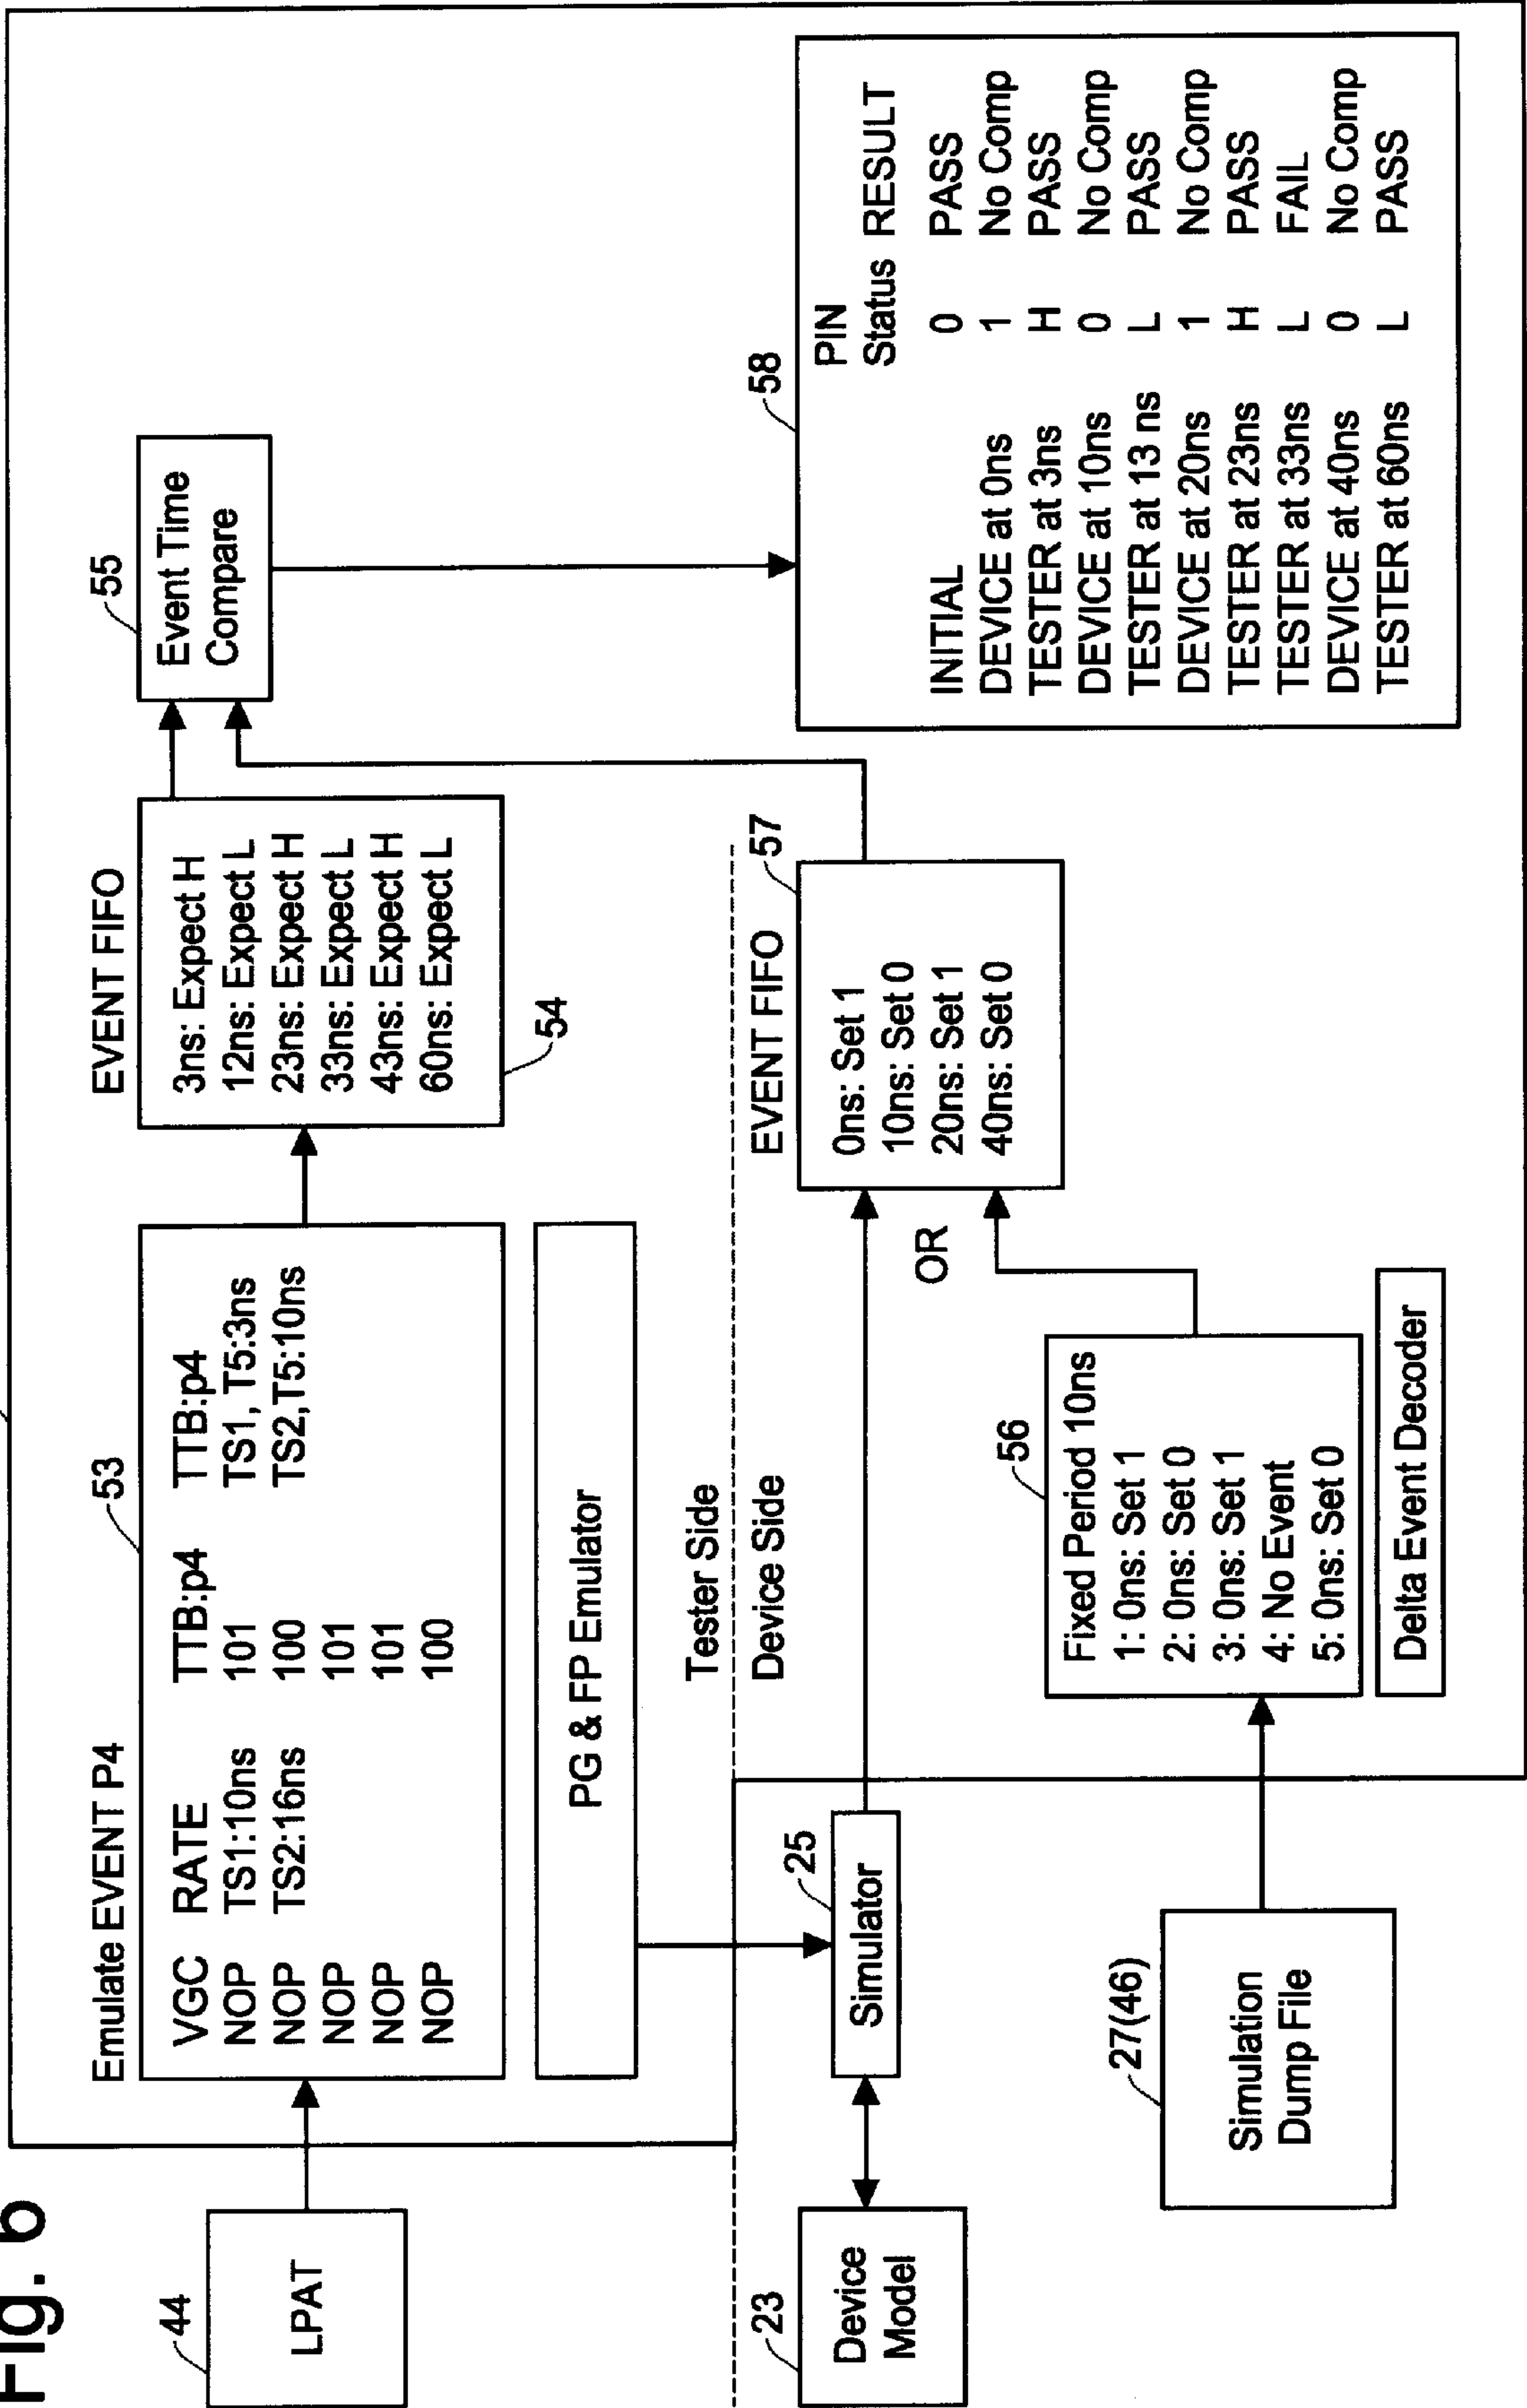 Fig. 6
44
LPAT
Emulate EVENT P4
53
VGC RATE TTB:p4 TTB:p4
NOP TS1:10ns 101 TS1, T5:3ns
NOP TS2:16ns 100 TS2,T5:10ns
NOP 101
NOP 101
NOP 100
PG & FP Emulator
EVENT FIFO
3ns: Expect H
12ns: Expect L
23ns: Expect H
33ns: Expect L
43ns: Expect H
60ns: Expect L
54
55
Event Time
Compare
Tester Side
Device Side
23
Device
Model
25
Simulator
27(46)
Simulation
Dump File
56
Fixed Period 10ns
1: 0ns: Set 1
2: 0ns: Set 0
3: 0ns: Set 1
4: No Event
5: 0ns: Set 0
Delta Event Decoder
OR
EVENT FIFO
57
0ns: Set 1
10ns: Set 0
20ns: Set 1
40ns: Set 0
58
PIN
Status RESULT
INITIAL 0 PASS
DEVICE at 0ns 1 No Comp
TESTER at 3ns H PASS
DEVICE at 10ns 0 No Comp
TESTER at 13 ns L PASS
DEVICE at 20ns 1 No Comp
TESTER at 23ns H PASS
TESTER at 33ns L FAIL
DEVICE at 40ns 0 No Comp
TESTER at 60ns L PASS